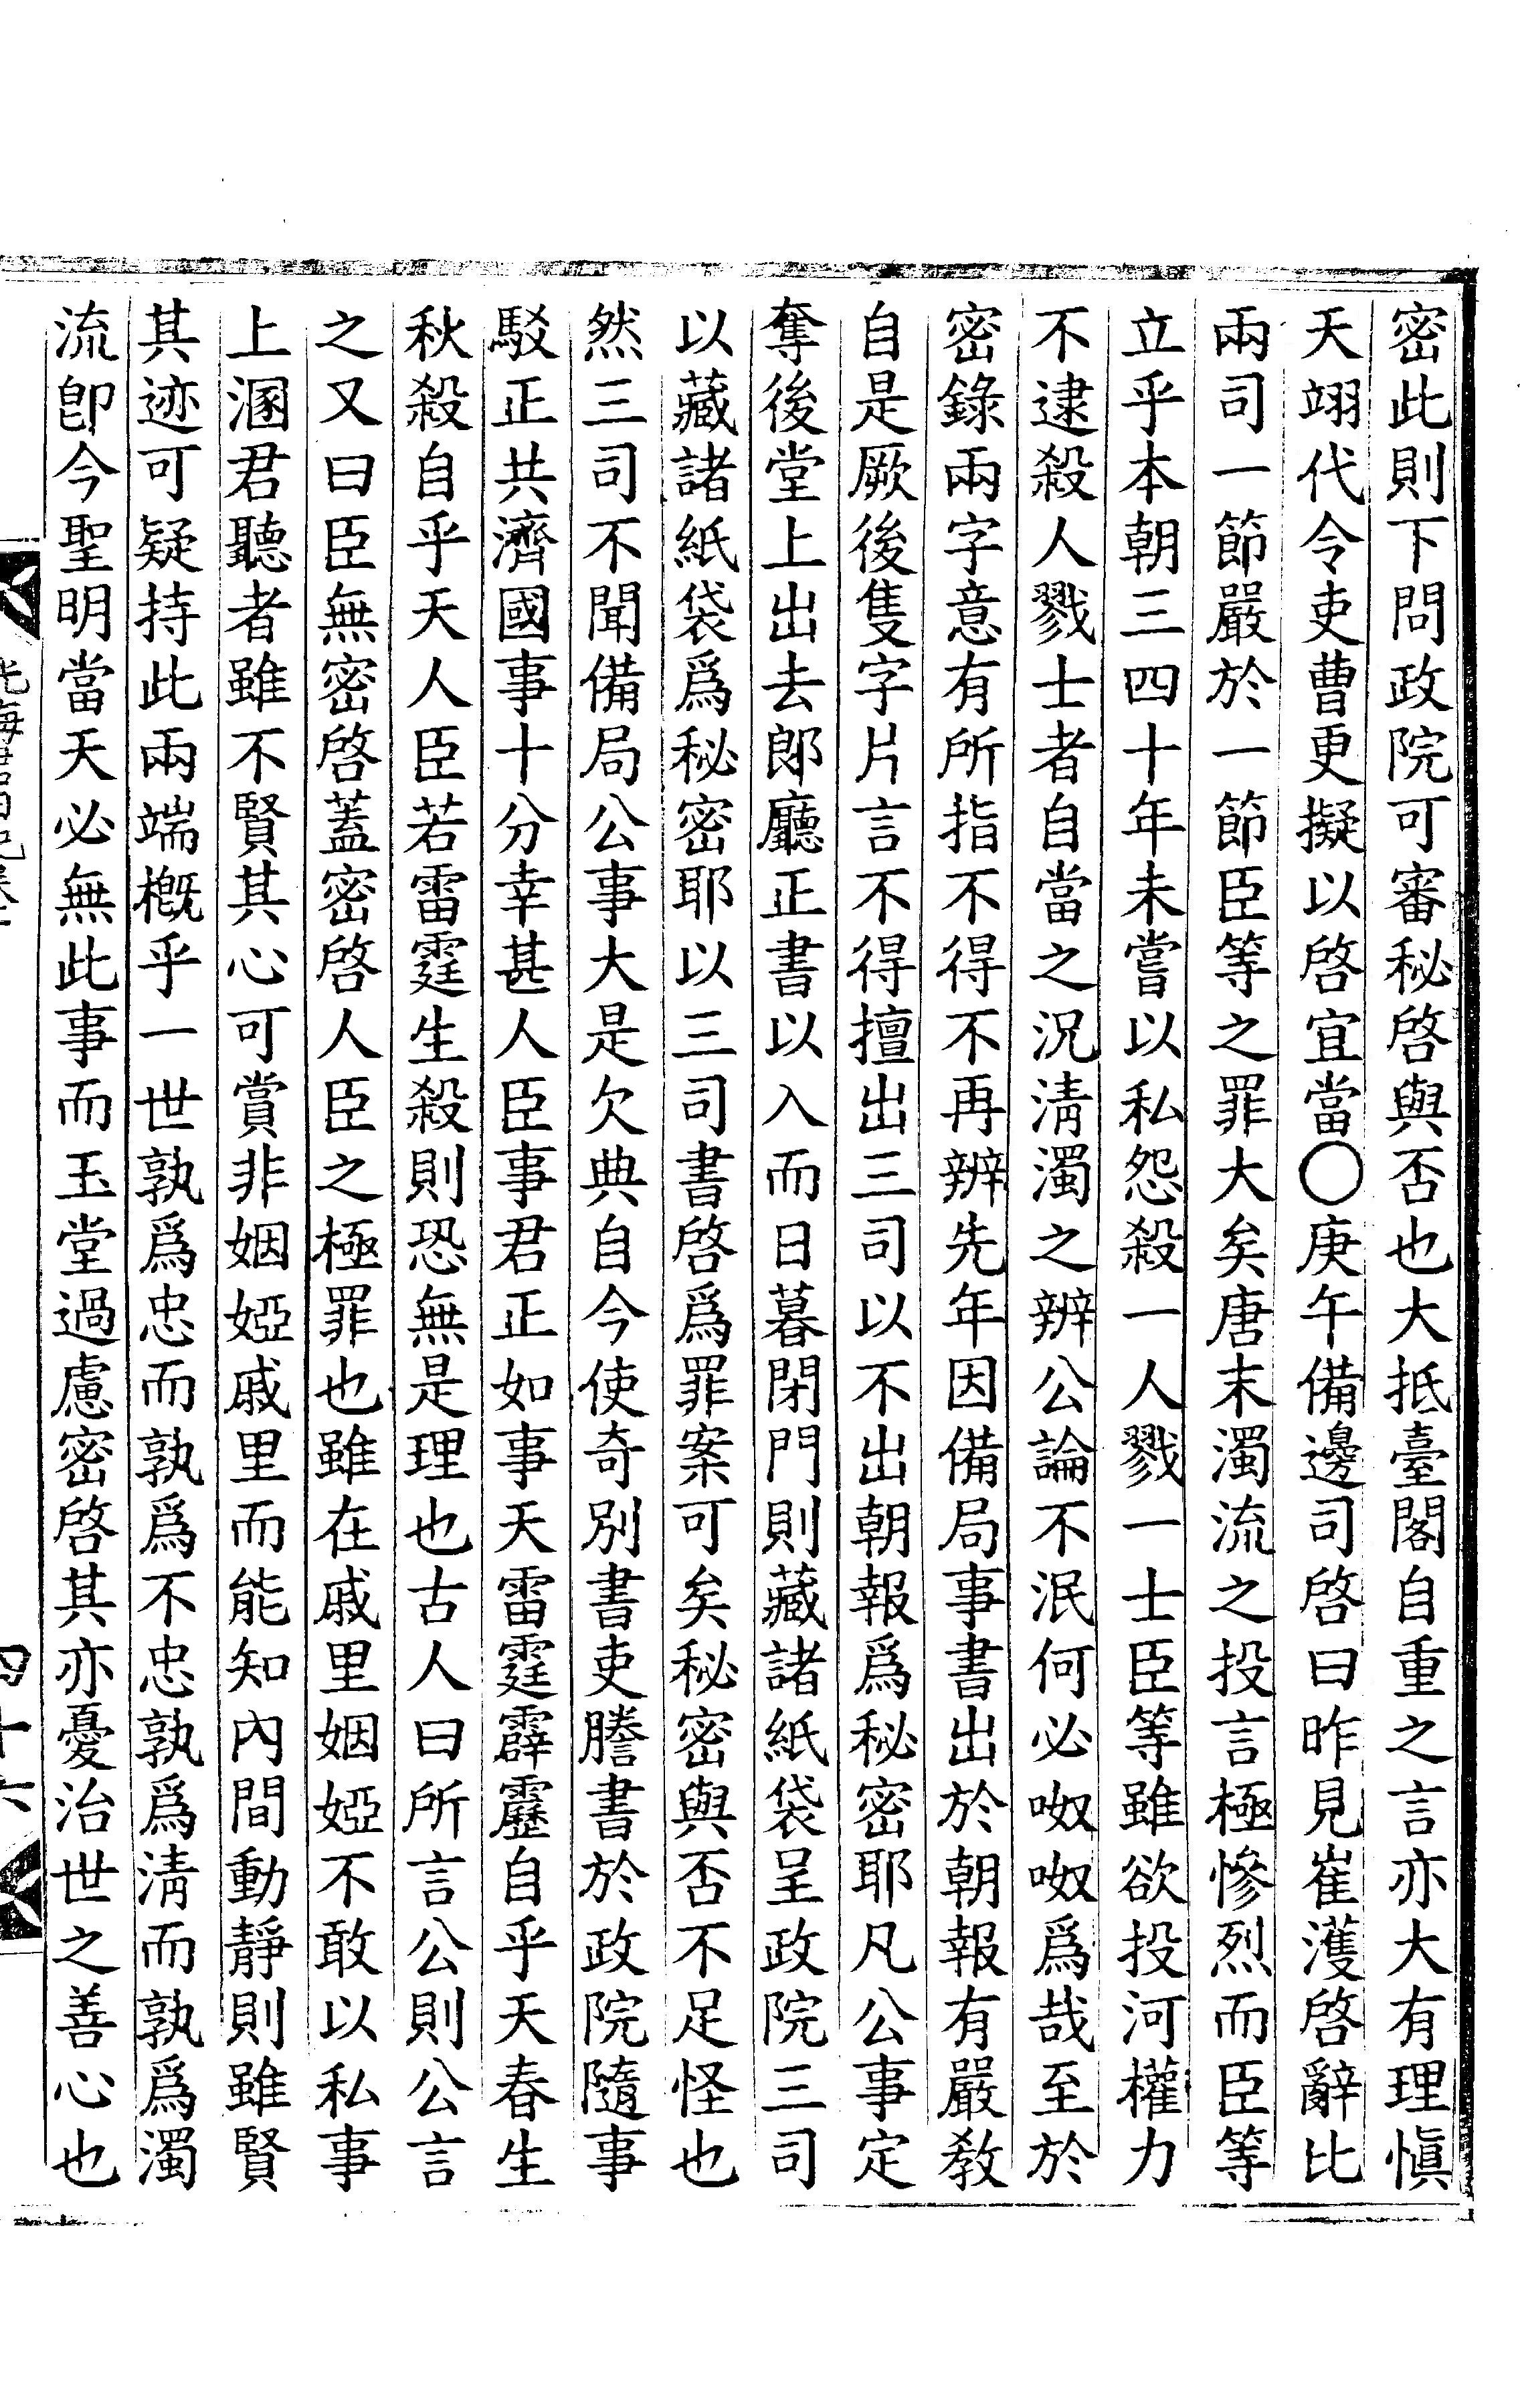 密此則下問政院可審秘啓與否也大抵臺閣自重之言亦大有理愼
天翊代令吏曹更擬以啓宜當〇庚午備邊司啓曰昨見崔濩啓辭比
兩司一節嚴於一節臣等之罪大矣唐末濁流之投言極慘烈而臣等
立乎本朝三四十年未嘗以私怨殺一人戮一士臣等雖欲投河權力
不逮殺人戮士者自當之況淸濁之辨公論不泯何必呶呶爲哉至於
密錄兩字意有所指不得不再辨先年因備局事書出於朝報有嚴敎
自是厥後隻字片言不得擅出三司以不出朝報爲秘密耶凡公事定
奪後堂上出去郞廳正書以入而日暮閉門則藏諸紙袋呈政院三司
以藏諸紙袋爲秘密耶以三司書啓爲罪案可矣秘密與否不足怪也
然三司不聞備局公事大是欠典自今使奇別書吏謄書於政院隨事
駁正共濟國事十分幸甚人臣事君正如事天雷霆霹靂自乎天春生
秋殺自乎天人臣若雷霆生殺則恐無是理也古人曰所言公則公言
之又曰臣無密啓蓋密啓人臣之極罪也雖在戚里姻婭不敢以私事
上溷君聽者雖不賢其心可賞非姻婭戚里而能知內間動靜則雖賢
其迹可疑持此兩端槪乎一世孰爲忠而孰爲不忠孰爲淸而孰爲濁
流卽今聖明當天必無此事而玉堂過慮密啓其亦憂治世之善心也